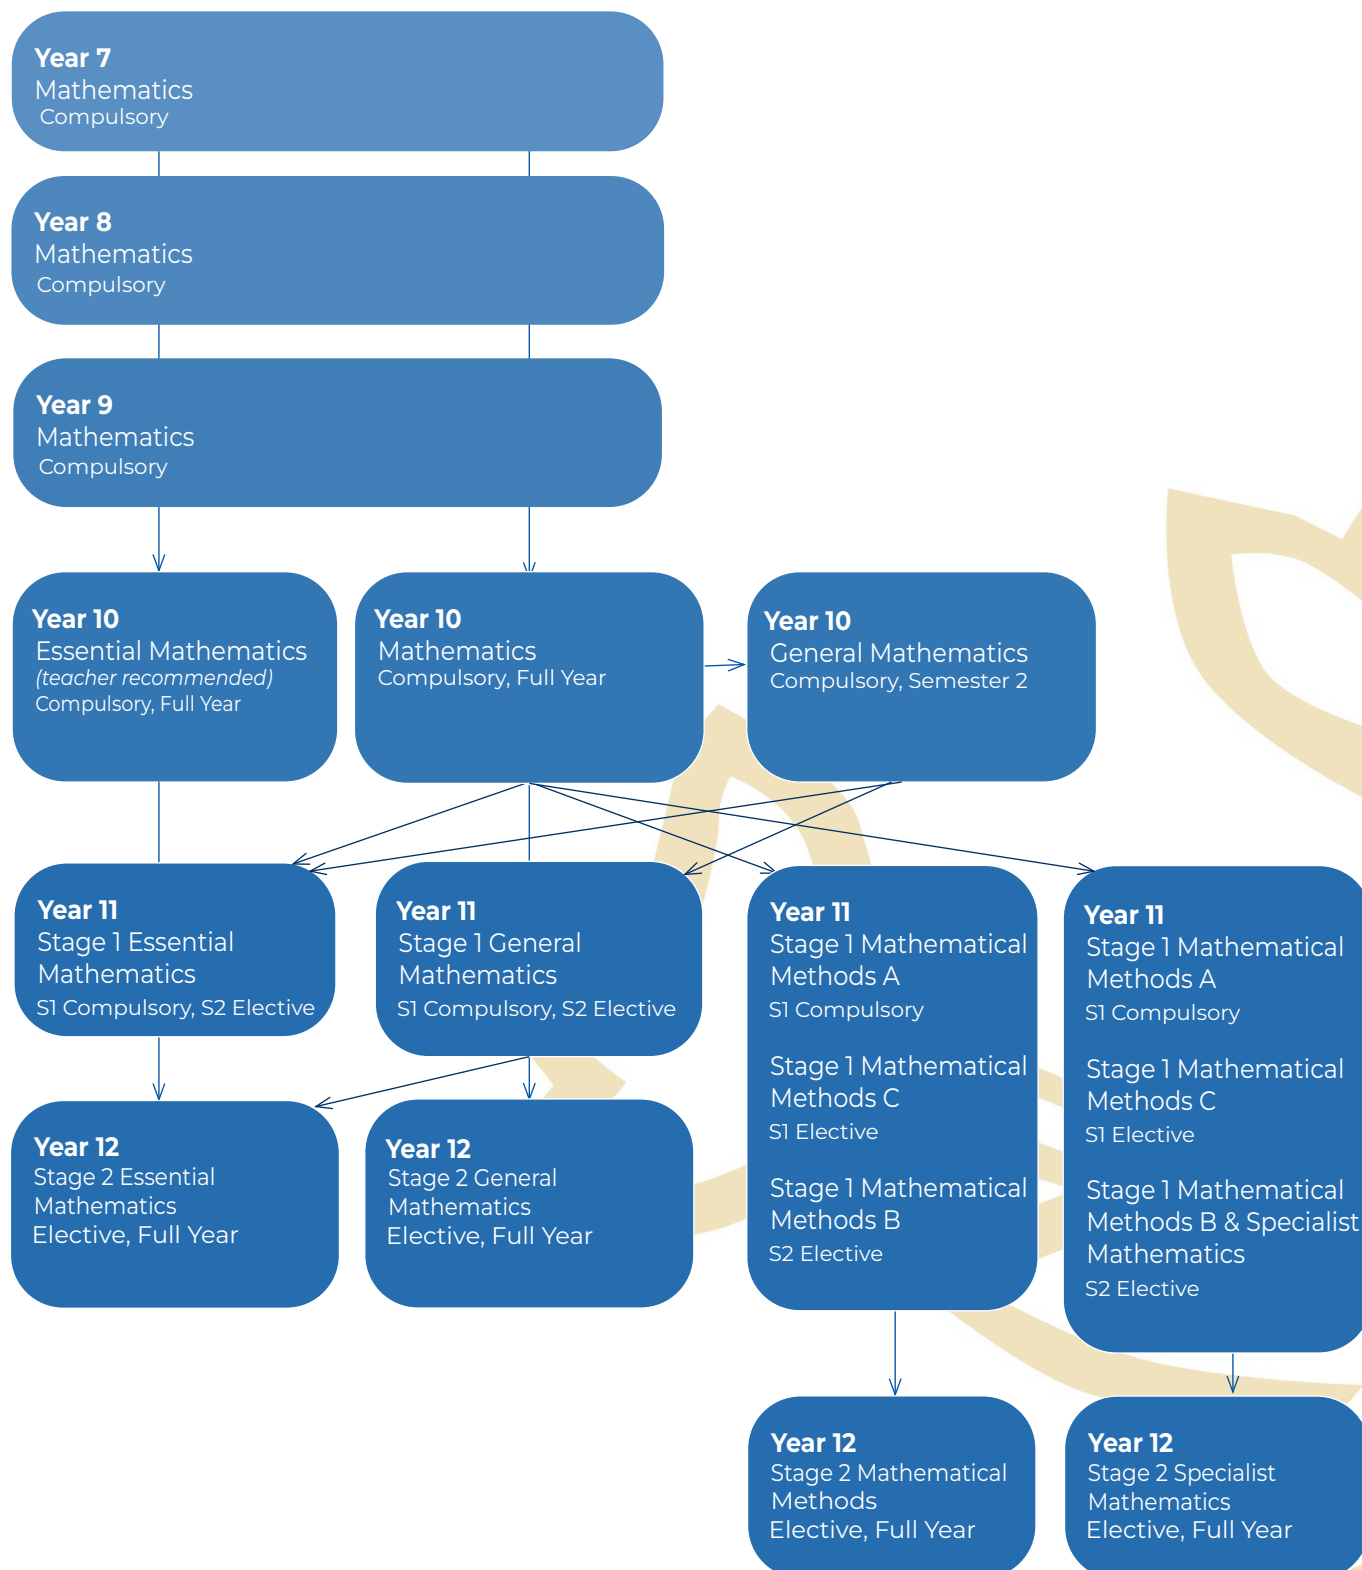 Year 7
Mathematics
Compulsory
Year 8
Mathematics
Compulsory
Year 9
Mathematics
Compulsory
Year 10
Essential Mathematics
(teacher recommended)
Compulsory, Full Year
Year 10
Mathematics
Compulsory, Full Year
Year 10
General Mathematics
Compulsory, Semester 2
Year 11
Stage 1 Essential
Mathematics
S1 Compulsory, S2 Elective
Year 11
Stage 1 General
Mathematics
S1 Compulsory, S2 Elective
Year 11
Stage 1 Mathematical
Methods A
S1 Compulsory
Stage 1 Mathematical
Methods C
S1 Elective
Stage 1 Mathematical
Methods B
S2 Elective
Year 11
Stage 1 Mathematical
Methods A
S1 Compulsory
Stage 1 Mathematical
Methods C
S1 Elective
Stage 1 Mathematical
Methods B & Specialist
Mathematics
S2 Elective
Year 12
Stage 2 Essential
Mathematics
Elective, Full Year
Year 12
Stage 2 General
Mathematics
Elective, Full Year
Year 12
Stage 2 Mathematical
Methods
Elective, Full Year
Year 12
Stage 2 Specialist
Mathematics
Elective, Full Year